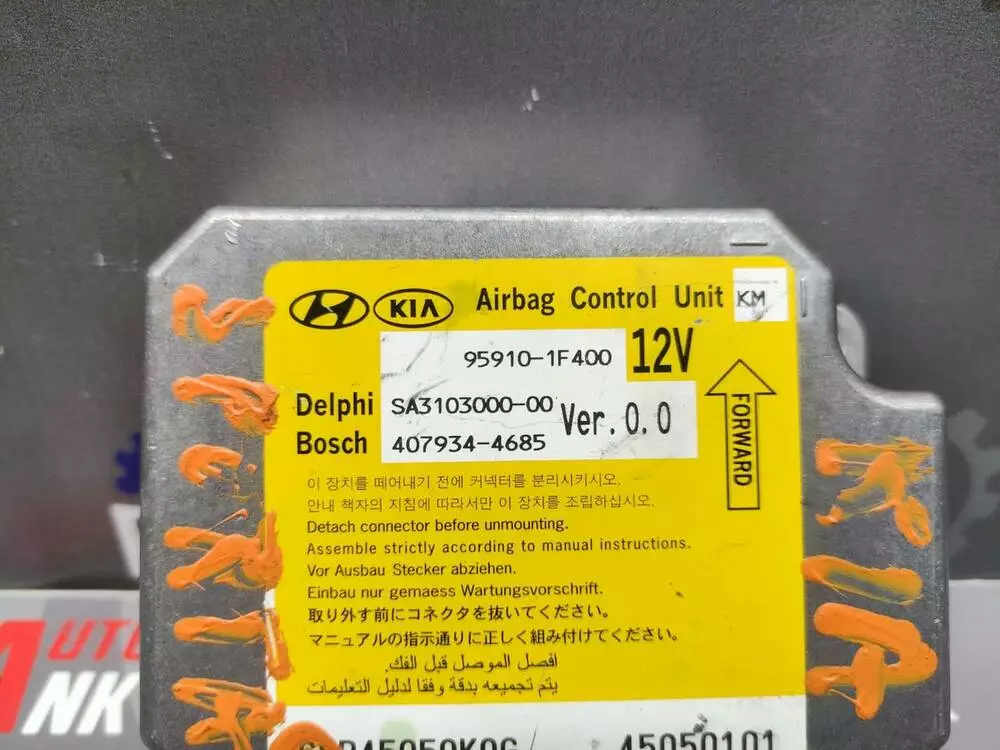 KIA Airbag Control Unit KM
95910-1F400 12V
Delphi SA3103000-00 Ver.0.0
Bosch 407934-4685
FORWARD
이 장치를 떼어내기 전에 커넥터를 분리시키시오.
안내 책자의 지침에 따라서만 이 장치를 조립하십시오.
Detach connector before unmounting.
Assemble strictly according to manual instructions.
Vor Ausbau Stecker abziehen.
Einbau nur gemaess Wartungsvorschrift.
取り外す前にコネクタを抜いてください。
マニュアルの指示通りに正しく組み付けてください。
افصل الموصل قبل الفك.
يتم تجميعه بدقة وفقا لدليل التعليمات
45050101
KIA
AUTO